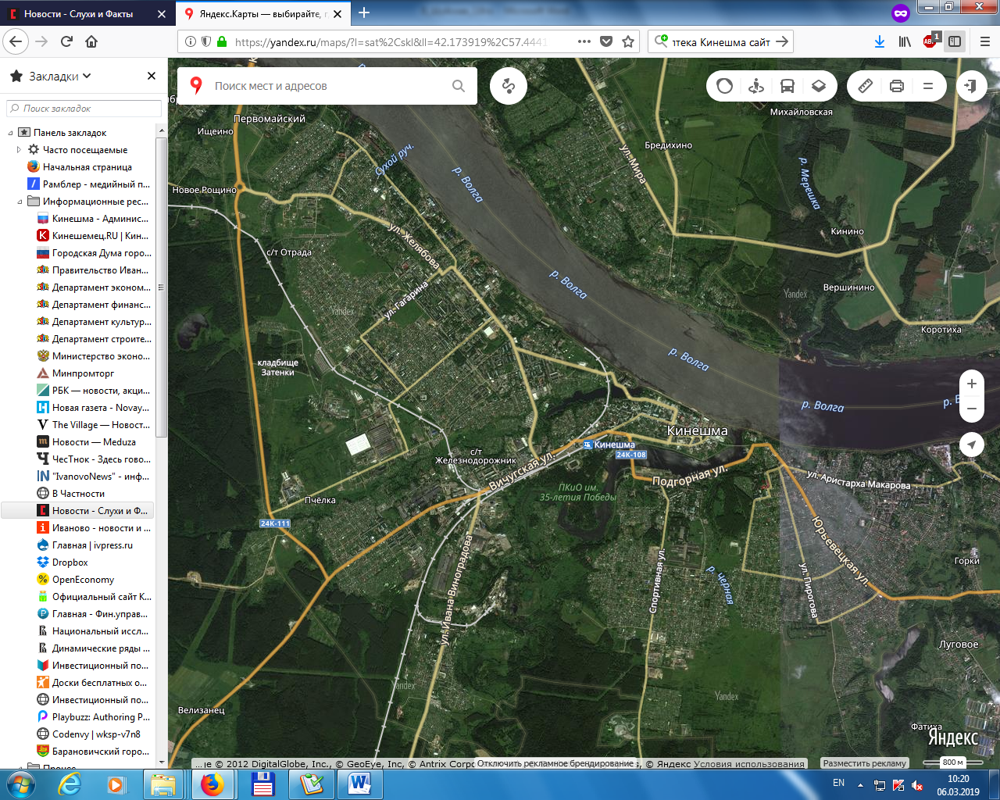 Новости - Слухи и Факты
Яндекс.Карты — выбирайте, г
https://yandex.ru/maps/?l=sat%2Cskl&ll=42.173919%2C57.4441
птека Кинешма сайт
1
Закладки
Поиск закладок
Панель закладок
Часто посещаемые
Начальная страница
Рамблер - медийный п...
Информационные рес...
Кинешма - Админис...
Кинешемец.RU | Кин...
Городская Дума горо...
Правительство Иван...
Департамент эконом...
Департамент финанс...
Департамент культур...
Департамент строите...
Министерство эконо...
Минпромторг
РБК — новости, акци...
Новая газета - Novay...
The Village — Новост...
Новости — Meduza
ЧесТнок - Здесь гово...
"IvanovoNews" - инф...
В Частности
Новости - Слухи и Ф...
Иваново - новости и ...
Главная | ivpress.ru
Dropbox
OpenEconomy
Официальный сайт К...
Главная - Фин.управ...
Национальный иссл...
Динамические ряды ...
Инвестиционный по...
Доски бесплатных о...
Инвестиционный по...
Playbuzz: Authoring P...
Codenvy | wksp-v7n8
Барановичский горо...
Прочее
Поиск мест и адресов
Первомайский
Ищеино
Сухой руч.
р. Волга
Новое Рощино
ул. Желябова
с/т Отрада
ул. Гагарина
Yandex
ул. Мира
Бредихино
Михайловская
р. Мерешка
Кинино
Вершинино
Yandex
Коротиха
р. Волга
р. Волга
р. Волга
кладбище
Затенки
Кинешма
Кинешма
24К-108
с/т
Железнодорожник
Вичугская ул.
Подгорная ул.
ПКиО им.
35-летия Победы
Пчёлка
24К-111
ул. Аристарха Макарова
Юрьевецкая ул.
ул. Пирогова
Горки
р. Черная
Спортивная ул.
ул. Ивана Виноградова
Луговое
Yandex
Yandex
Велизанец
Фатиха
Яндекс
...це © 2012 DigitalGlobe, Inc., © GeoEye, Inc, © Antrix Corpo
Отключить рекламное брендирование
s, © Яндекс Условия использования
Разместить рекламу
800 м
EN
10:20
06.03.2019